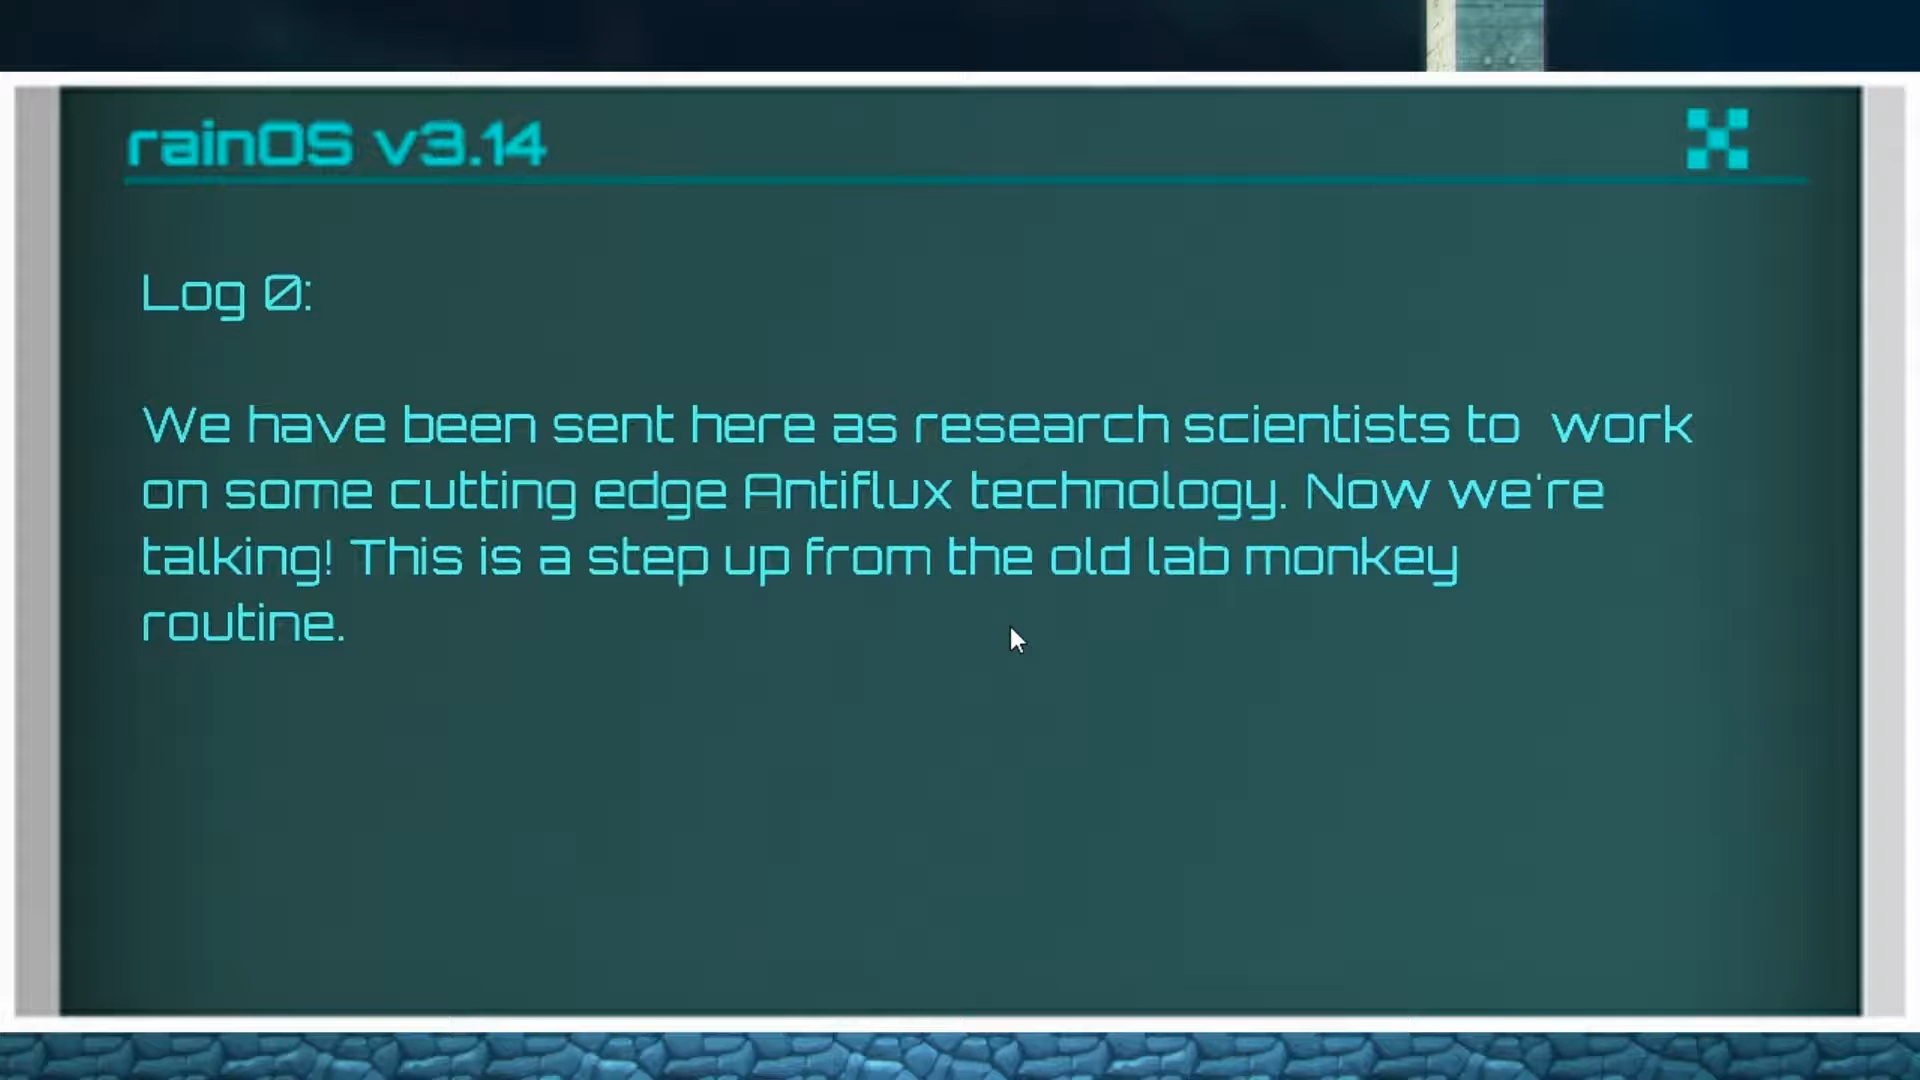 rainOS v3.14
Log 0:
We have been sent here as research scientists to  work
on some cutting edge Antiflux technology. Now we're
talking! This is a step up from the old lab monkey
routine.